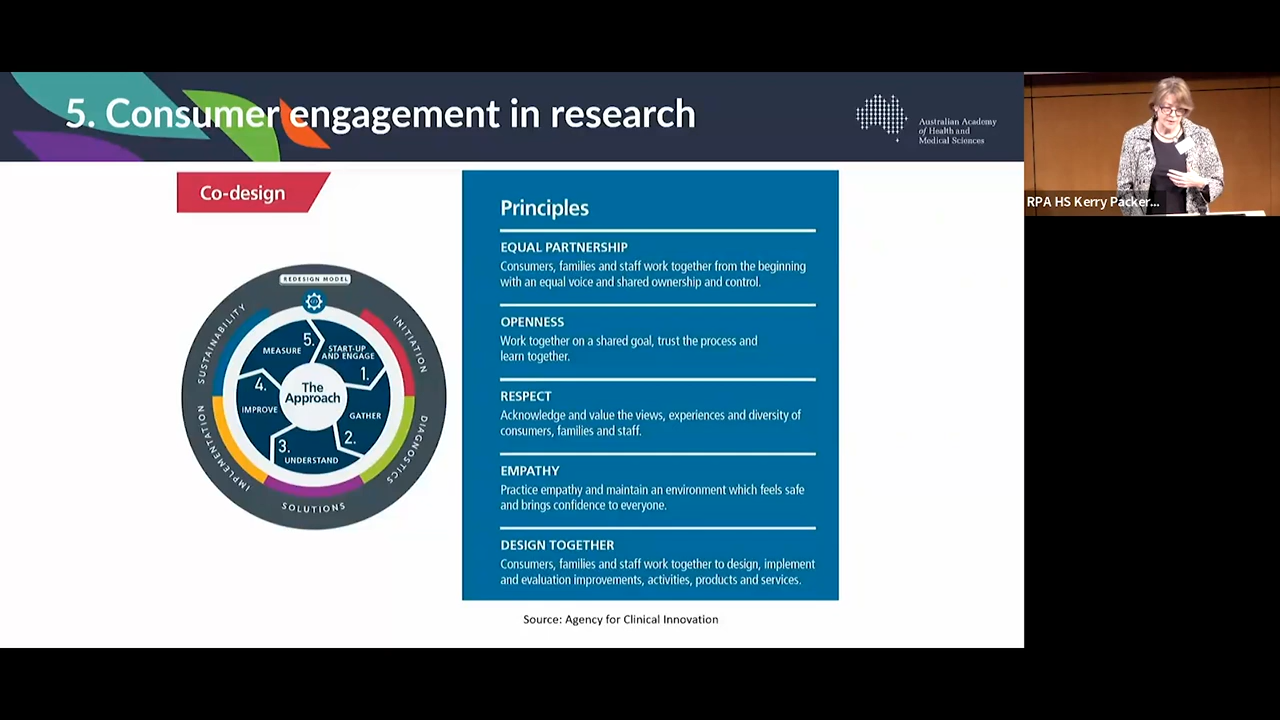 5. Consumer engagement in research
Australian Academy
of Health and
Medical Sciences
RPA HS Kerry Packer...
Co-design
REDESIGN MODEL
SUSTAINABILITY
INITIATION
DIAGNOSTICS
SOLUTIONS
IMPLEMENTATION
The
Approach
START-UP
AND ENGAGE
1.
GATHER
2.
UNDERSTAND
3.
IMPROVE
4.
MEASURE
5.
Principles
EQUAL PARTNERSHIP
Consumers, families and staff work together from the beginning
with an equal voice and shared ownership and control.
OPENNESS
Work together on a shared goal, trust the process and
learn together.
RESPECT
Acknowledge and value the views, experiences and diversity of
consumers, families and staff.
EMPATHY
Practice empathy and maintain an environment which feels safe
and brings confidence to everyone.
DESIGN TOGETHER
Consumers, families and staff work together to design, implement
and evaluation improvements, activities, products and services.
Source: Agency for Clinical Innovation